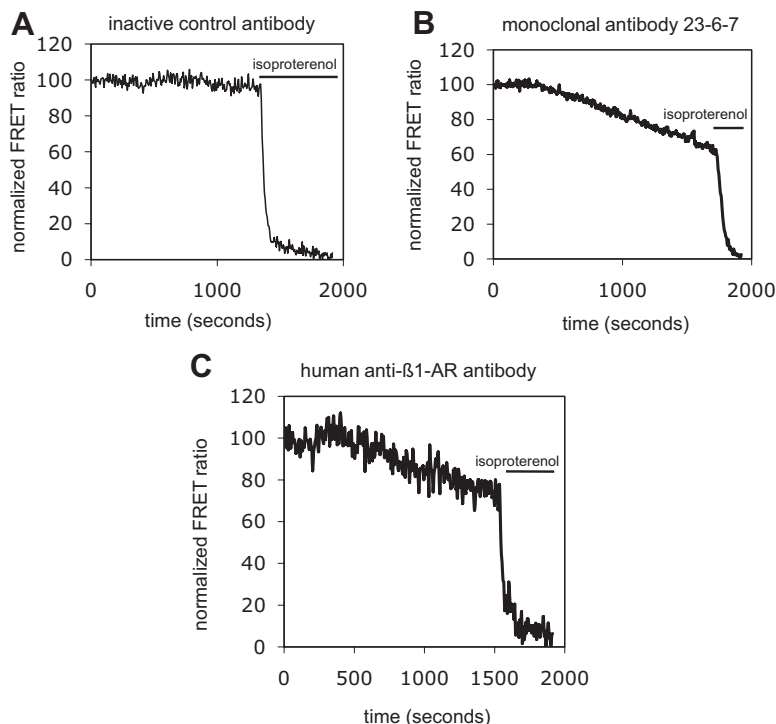 A
inactive control antibody
normalized FRET ratio
120
100
80
60
40
20
0
isoproterenol
0 1000 2000
time (seconds)
B
monoclonal antibody 23-6-7
normalized FRET ratio
120
100
80
60
40
20
0
isoproterenol
0 1000 2000
time (seconds)
C
human anti-ß1-AR antibody
normalized FRET ratio
120
100
80
60
40
20
0
isoproterenol
0 500 1000 1500 2000
time (seconds)